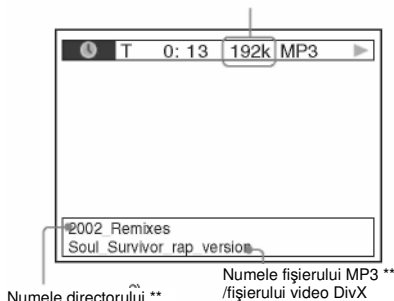 T 0: 13 192k MP3
2002_Remixes
Soul_Survivor_rap_version
Numele fişierului MP3 **
/fişierului video DivX
Numele directorului **